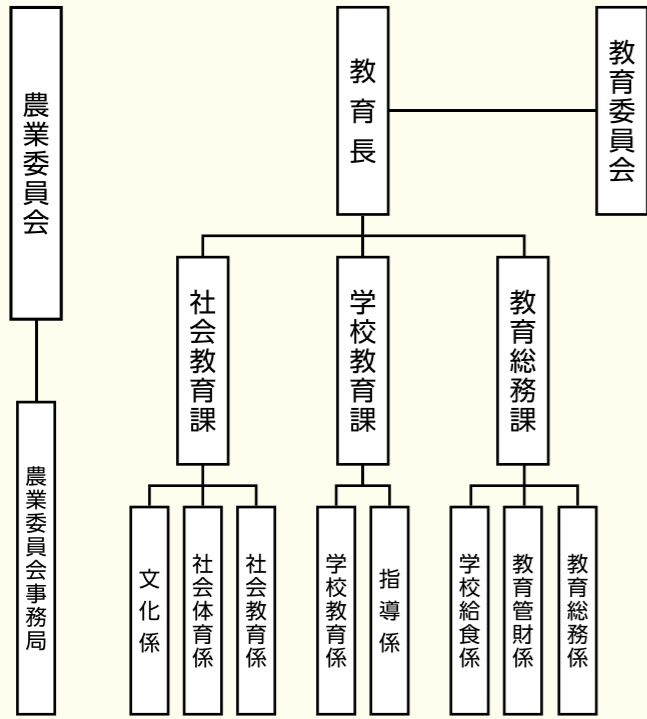 教育委員会
教育長
教育総務課
教育総務係
教育管財係
学校給食係
学校教育課
指導係
学校教育係
社会教育課
社会教育係
社会体育係
文化係
農業委員会
農業委員会事務局